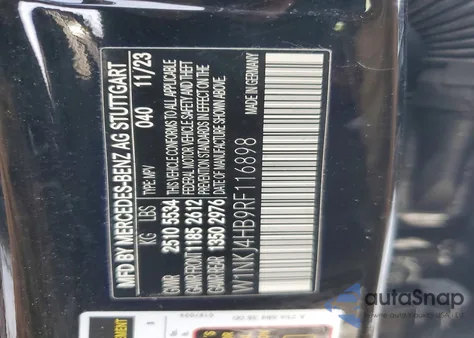 MFD BY MERCEDES-BENZ AG STUTTGART
040 11/23
KG LBS TYPE: MPV
GVWR 2510 5534
GAWR FRONT 1185 2612
GAWR REAR 1350 2976
THIS VEHICLE CONFORMS TO ALL APPLICABLE
FEDERAL MOTOR VEHICLE SAFETY AND THEFT
PREVENTION STANDARDS IN EFFECT ON THE
DATE OF MANUFACTURE SHOWN ABOVE.
W1NKJ4HB9RF116898
MADE IN GERMANY
autaSnap